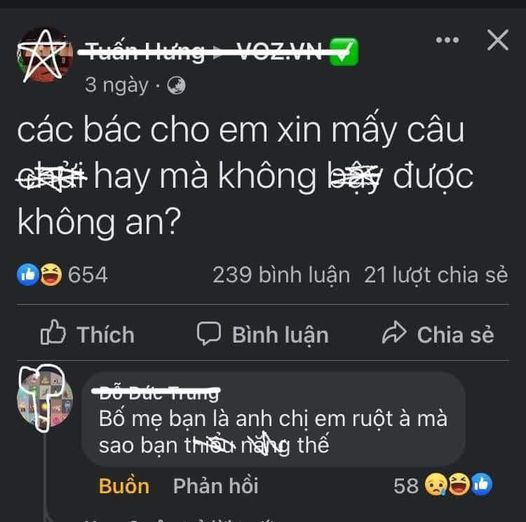 Tuấn Hưng ▸ VOZ.VN
3 ngày ·
các bác cho em xin mấy câu
chửi hay mà không bậy được
không an?
654 239 bình luận 21 lượt chia sẻ
Thích Bình luận Chia sẻ
Đỗ Đức Trung
Bố mẹ bạn là anh chị em ruột à mà
sao bạn thiểu năng thế
Buồn Phản hồi 58